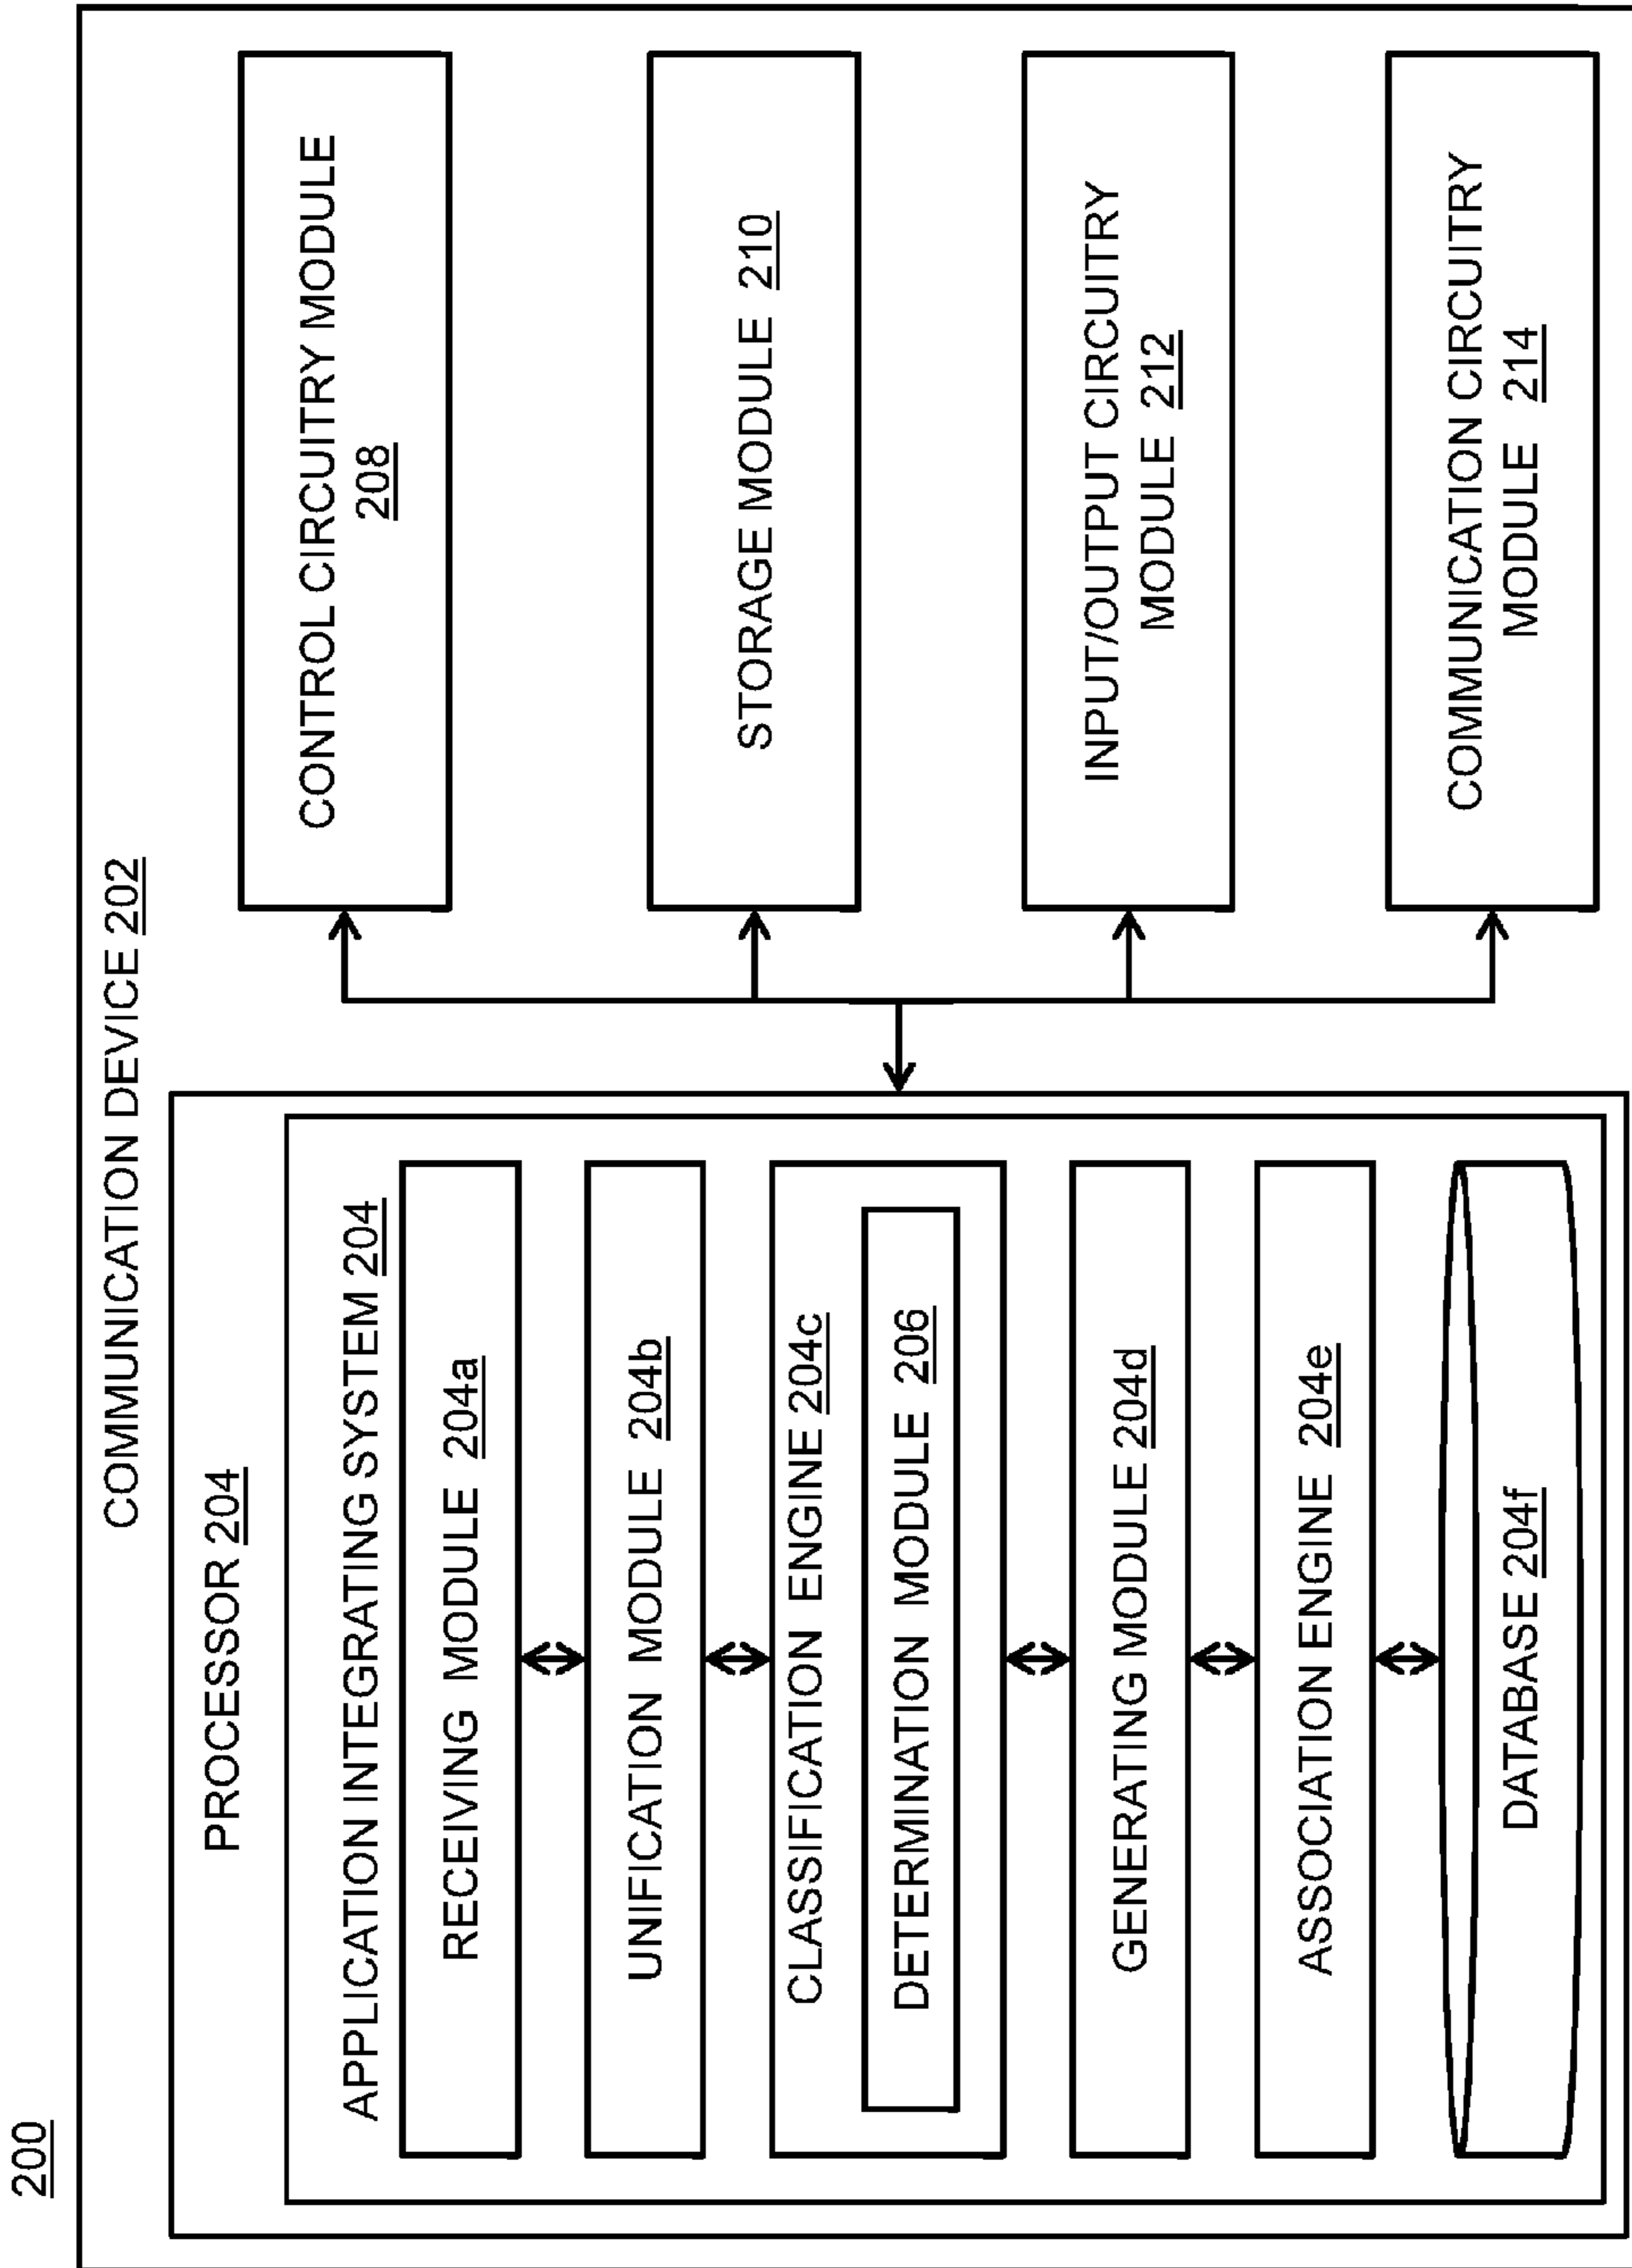 200
COMMUNICATION DEVICE 202
PROCESSOR 204
APPLICATION INTEGRATING SYSTEM 204
RECEIVING MODULE 204a
UNIFICATION MODULE 204b
CLASSIFICATION ENGINE 204c
DETERMINATION MODULE 206
GENERATING MODULE 204d
ASSOCIATION ENGINE 204e
DATABASE 204f
CONTROL CIRCUITRY MODULE
208
STORAGE MODULE 210
INPUT/OUTPUT CIRCUITRY
MODULE 212
COMMUNICATION CIRCUITRY
MODULE 214